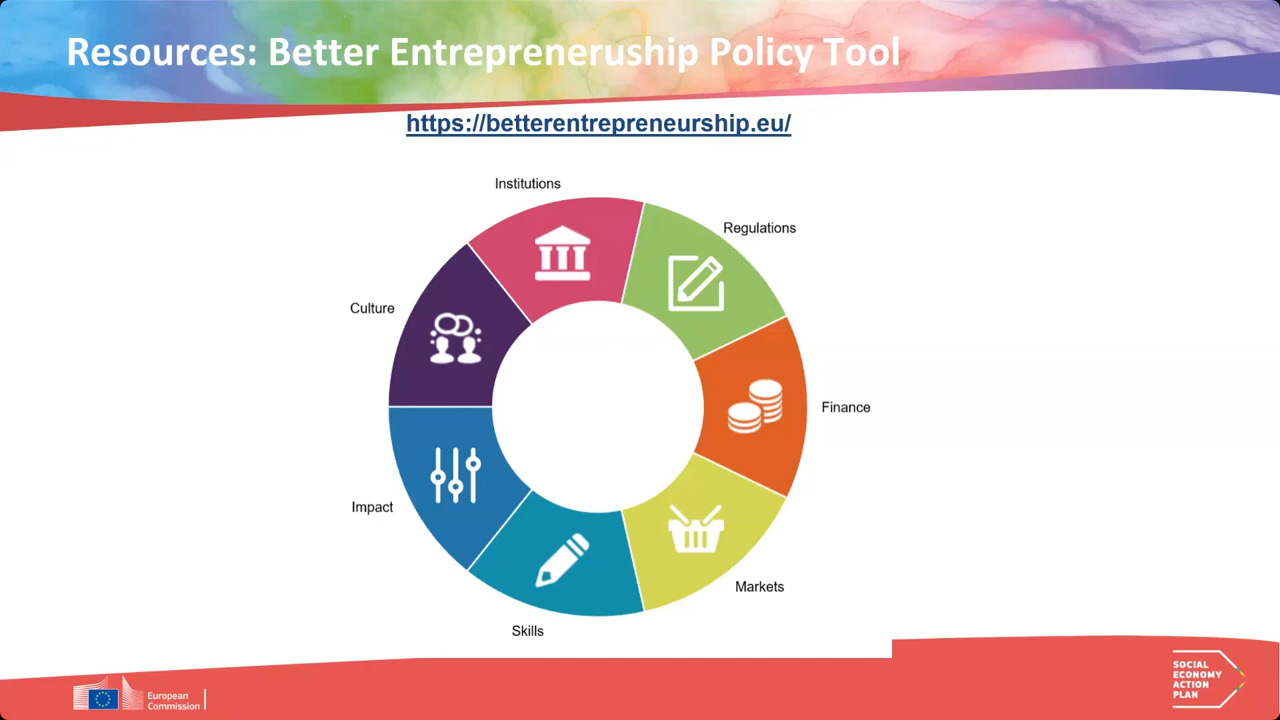 Resources: Better Entrepreneruship Policy Tool
https://betterentrepreneurship.eu/
Institutions
Regulations
Culture
Finance
Impact
Markets
Skills
European
Commission
SOCIAL
ECONOMY
ACTION
PLAN